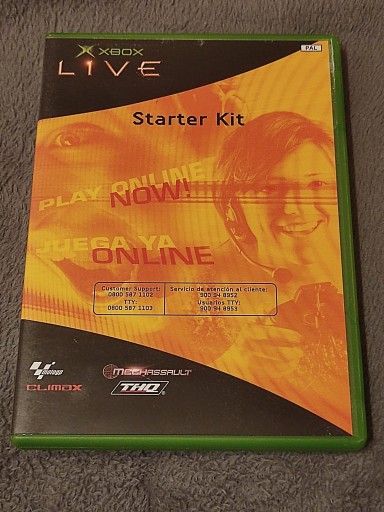 XBOX
LIVE
PAL
Starter Kit
PLAY ONLINE
NOW!
JUEGA YA
ONLINE
Customer Support:
0800 587 1102
TTY:
0800 587 1103
Servicio de atención al cliente:
900 94 8952
Usuarios TTY:
900 94 8953
CLIMAX
MECHASSAULT
THQ